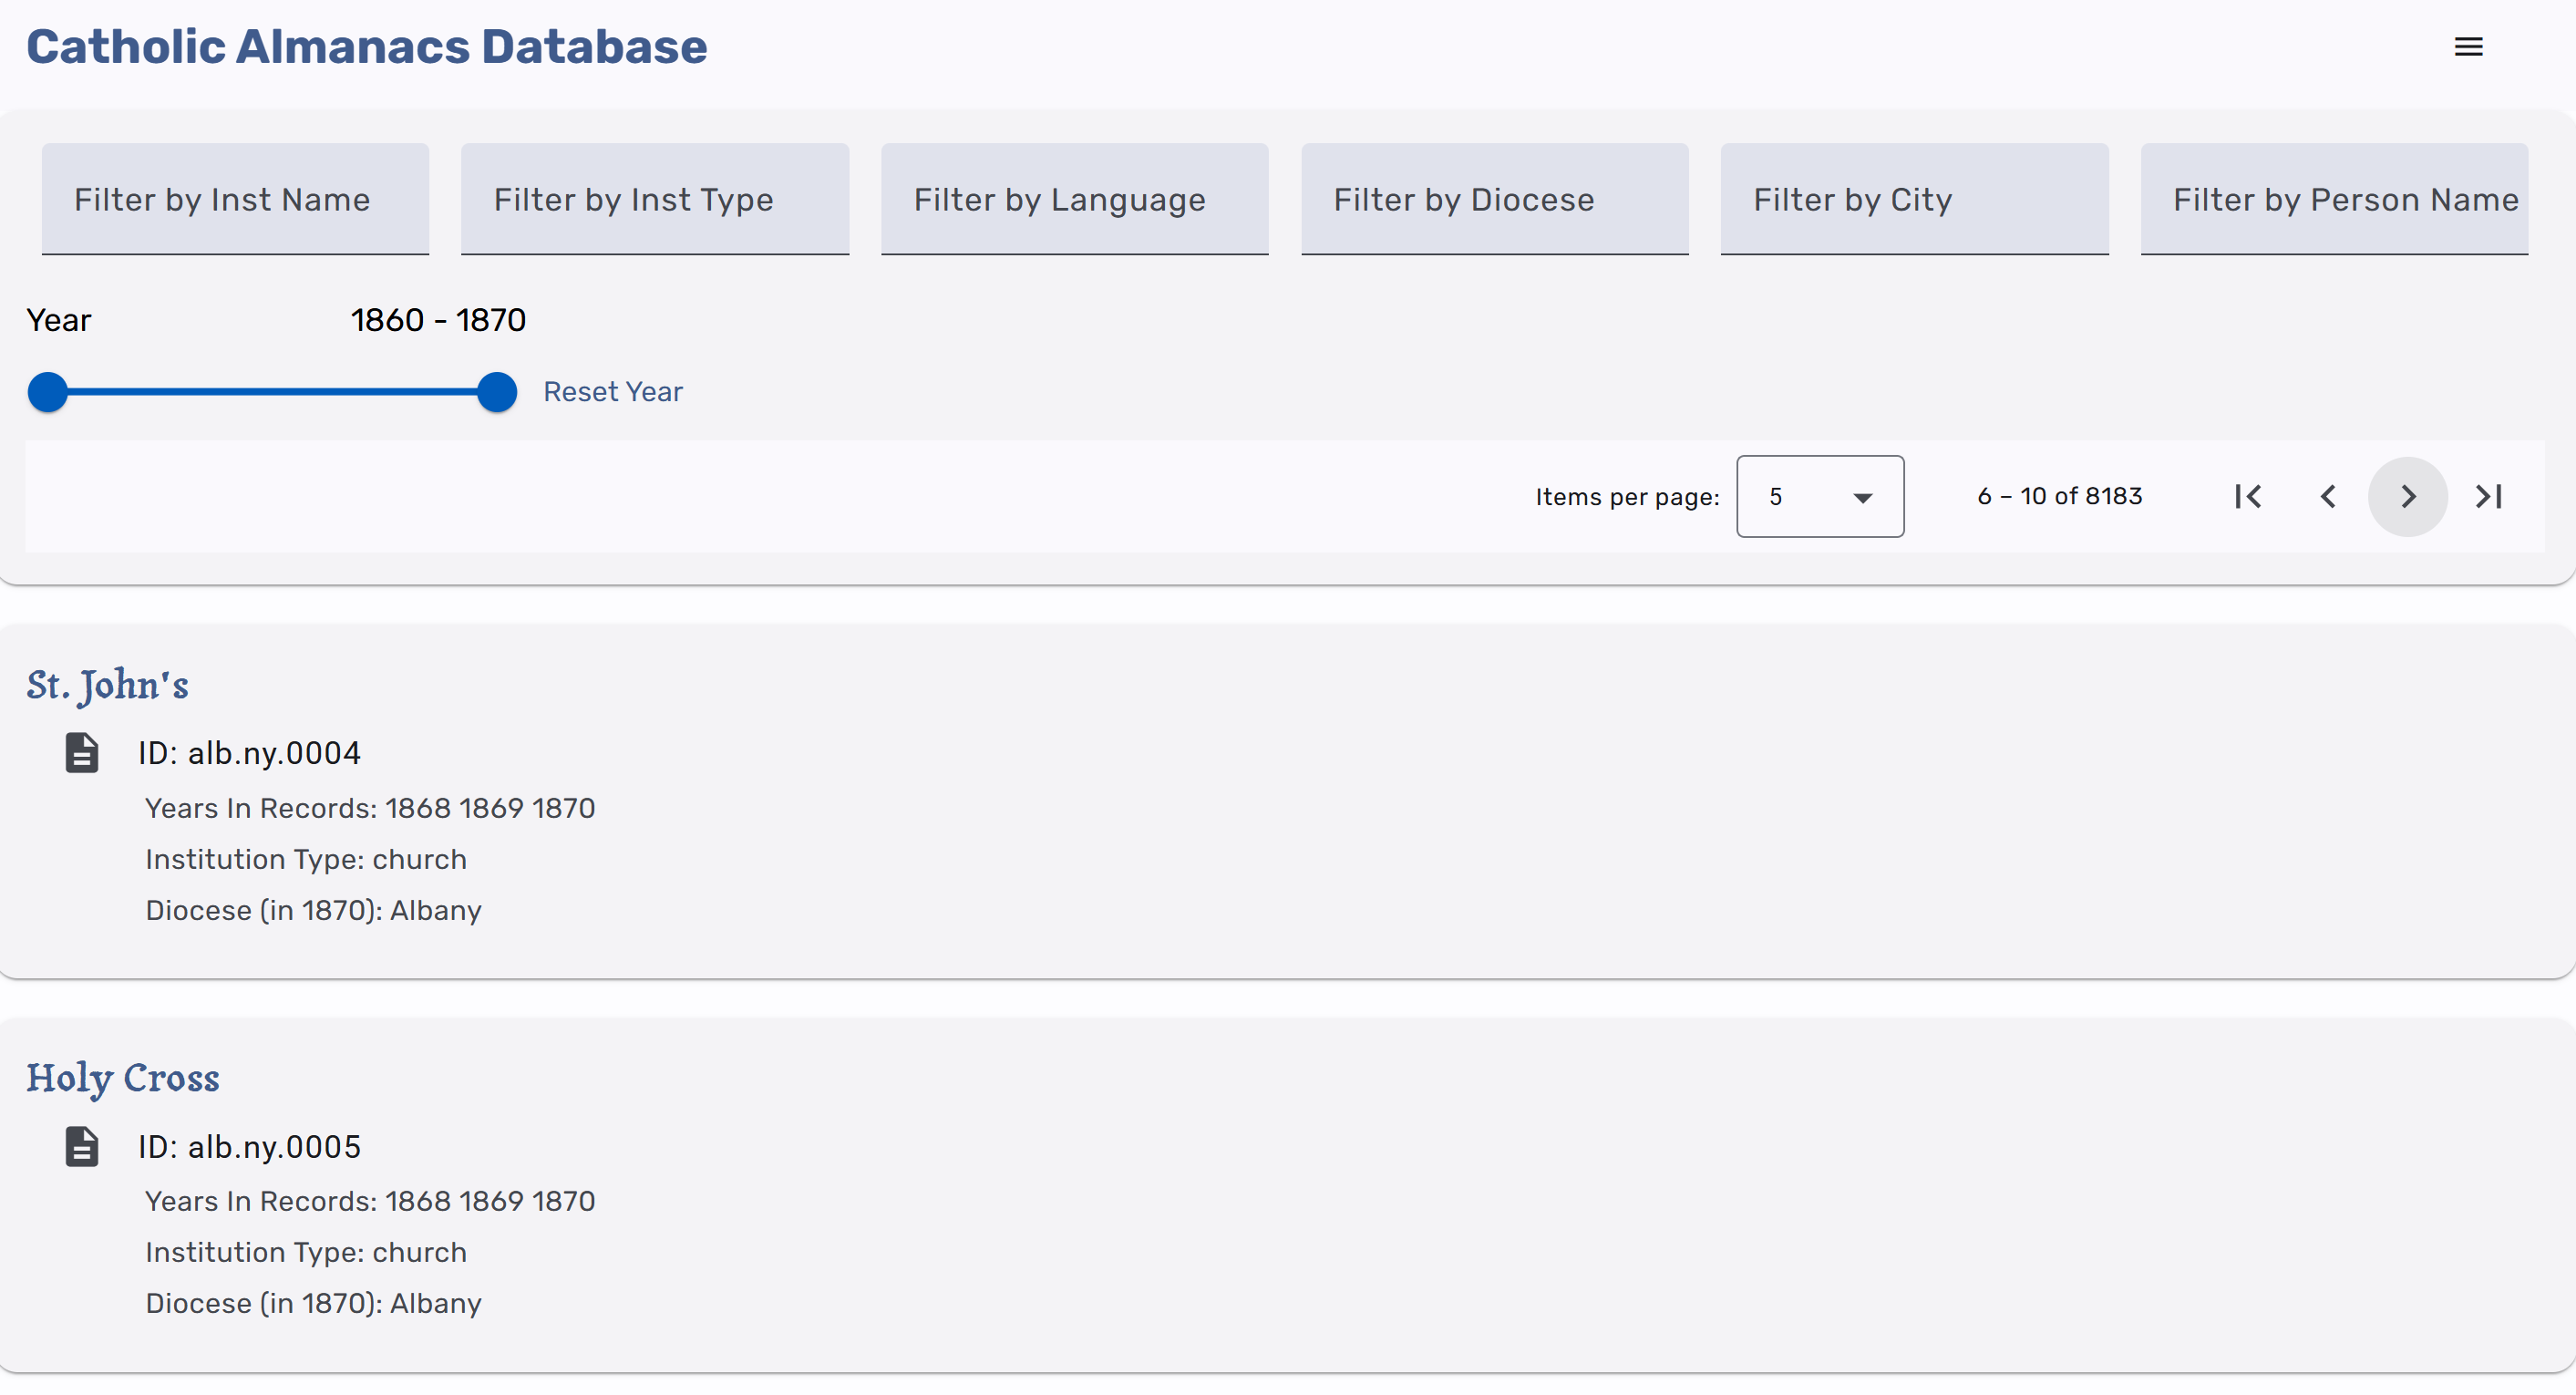 Catholic Almanacs Database
Filter by Inst Name
Filter by Inst Type
Filter by Language
Filter by Diocese
Filter by City
Filter by Person Name
Year 1860 - 1870
Reset Year
Items per page: 5 6 – 10 of 8183
St. John's
ID: alb.ny.0004
Years In Records: 1868 1869 1870
Institution Type: church
Diocese (in 1870): Albany
Holy Cross
ID: alb.ny.0005
Years In Records: 1868 1869 1870
Institution Type: church
Diocese (in 1870): Albany